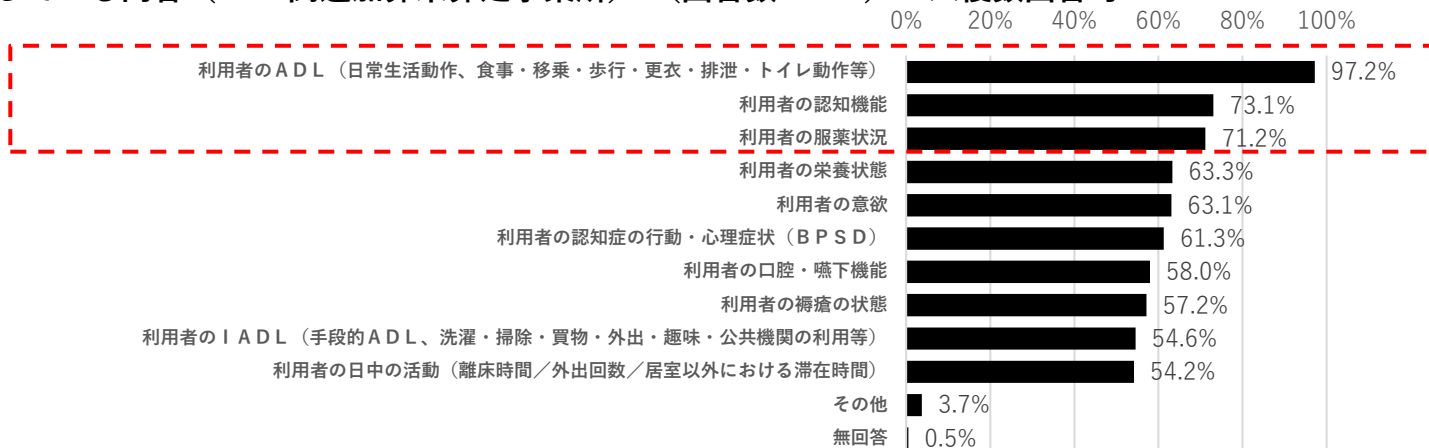 0% 20% 40% 60% 80% 100%
利用者のＡＤＬ（日常生活動作、食事・移乗・歩行・更衣・排泄・トイレ動作等） 97.2%
利用者の認知機能 73.1%
利用者の服薬状況 71.2%
利用者の栄養状態 63.3%
利用者の意欲 63.1%
利用者の認知症の行動・心理症状（ＢＰＳＤ） 61.3%
利用者の口腔・嚥下機能 58.0%
利用者の褥瘡の状態 57.2%
利用者のＩＡＤＬ（手段的ＡＤＬ、洗濯・掃除・買物・外出・趣味・公共機関の利用等） 54.6%
利用者の日中の活動（離床時間／外出回数／居室以外における滞在時間） 54.2%
その他 3.7%
無回答 0.5%